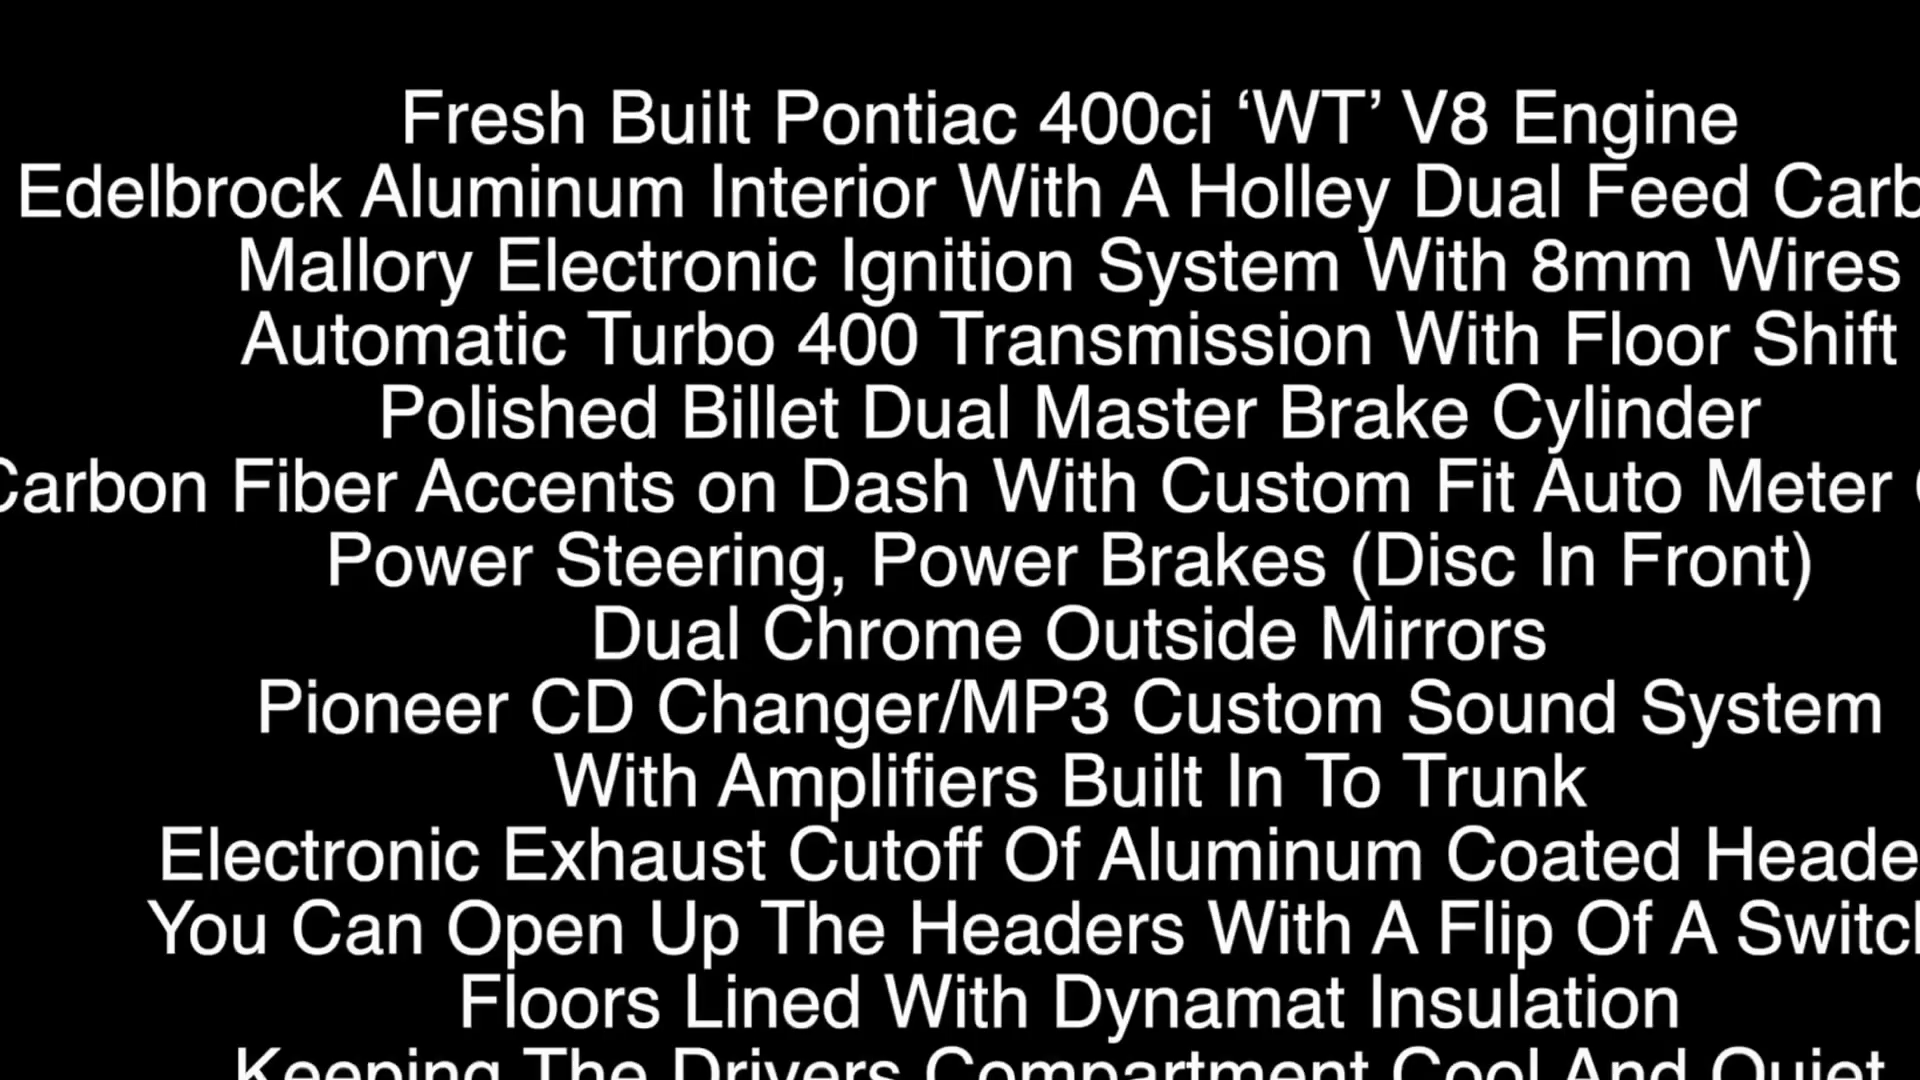 Fresh Built Pontiac 400ci ‘WT’ V8 Engine
Edelbrock Aluminum Interior With A Holley Dual Feed Carb
Mallory Electronic Ignition System With 8mm Wires
Automatic Turbo 400 Transmission With Floor Shift
Polished Billet Dual Master Brake Cylinder
Carbon Fiber Accents on Dash With Custom Fit Auto Meter
Power Steering, Power Brakes (Disc In Front)
Dual Chrome Outside Mirrors
Pioneer CD Changer/MP3 Custom Sound System
With Amplifiers Built In To Trunk
Electronic Exhaust Cutoff Of Aluminum Coated Heade
You Can Open Up The Headers With A Flip Of A Switch
Floors Lined With Dynamat Insulation
Keeping The Drivers Compartment Cool And Quiet